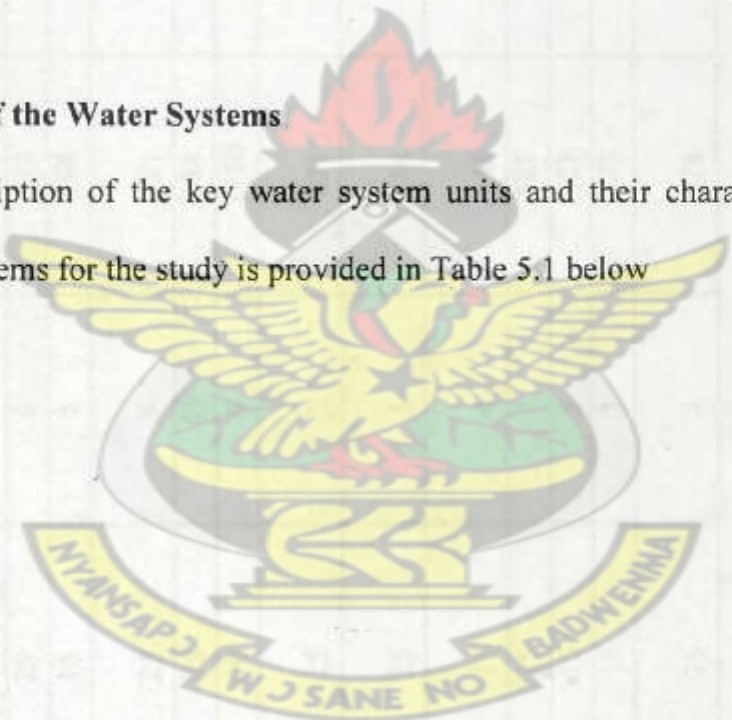 f the Water Systems
iption of the key water system units and their chara
ems for the study is provided in Table 5.1 below
NYANSAPƆ WƆSANE NO BADWENMA